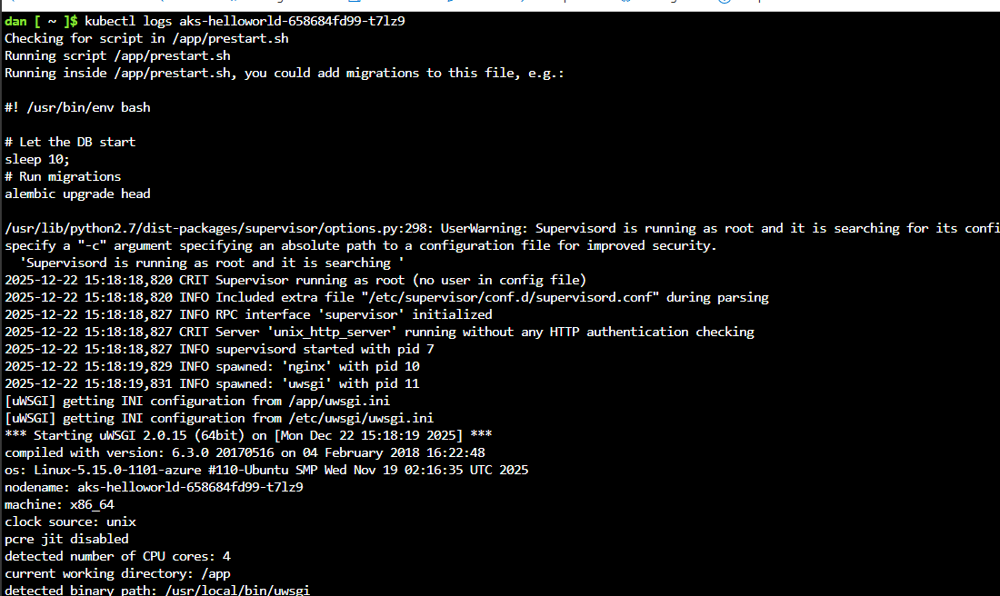 dan [ ~ ]$ kubectl logs aks-helloworld-658684fd99-t7lz9
Checking for script in /app/prestart.sh
Running script /app/prestart.sh
Running inside /app/prestart.sh, you could add migrations to this file, e.g.:
#! /usr/bin/env bash
# Let the DB start
sleep 10;
# Run migrations
alembic upgrade head
/usr/lib/python2.7/dist-packages/supervisor/options.py:298: UserWarning: Supervisord is running as root and it is searching for its confi
specify a "-c" argument specifying an absolute path to a configuration file for improved security.
'Supervisord is running as root and it is searching '
2025-12-22 15:18:18,820 CRIT Supervisor running as root (no user in config file)
2025-12-22 15:18:18,820 INFO Included extra file "/etc/supervisor/conf.d/supervisord.conf" during parsing
2025-12-22 15:18:18,827 INFO RPC interface 'supervisor' initialized
2025-12-22 15:18:18,827 CRIT Server 'unix_http_server' running without any HTTP authentication checking
2025-12-22 15:18:18,827 INFO supervisord started with pid 7
2025-12-22 15:18:19,829 INFO spawned: 'nginx' with pid 10
2025-12-22 15:18:19,831 INFO spawned: 'uwsgi' with pid 11
[uWSGI] getting INI configuration from /app/uwsgi.ini
[uWSGI] getting INI configuration from /etc/uwsgi/uwsgi.ini
*** Starting uWSGI 2.0.15 (64bit) on [Mon Dec 22 15:18:19 2025] ***
compiled with version: 6.3.0 20170516 on 04 February 2018 16:22:48
os: Linux-5.15.0-1101-azure #110-Ubuntu SMP Wed Nov 19 02:16:35 UTC 2025
nodename: aks-helloworld-658684fd99-t7lz9
machine: x86_64
clock source: unix
pcre jit disabled
detected number of CPU cores: 4
current working directory: /app
detected binary path: /usr/local/bin/uwsgi